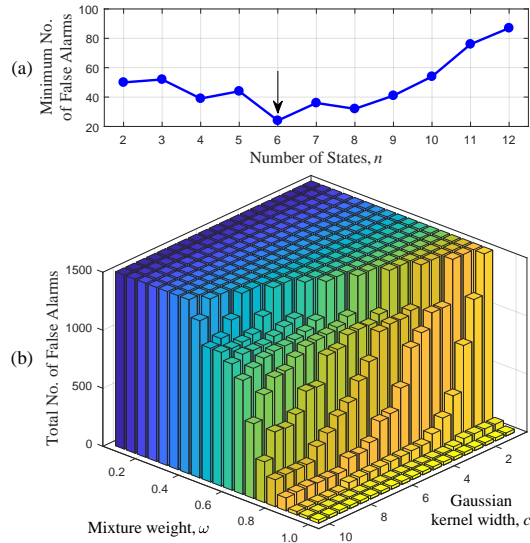 (a)
Minimum No.
of False Alarms
100
80
60
40
20
2 3 4 5 6 7 8 9 10 11 12
Number of States, n
(b)
Total No. of False Alarms
1500
1000
500
0
0.2 0.4 0.6 0.8 1.0
Mixture weight, ω
10 8 6 4 2
Gaussian
kernel width, c